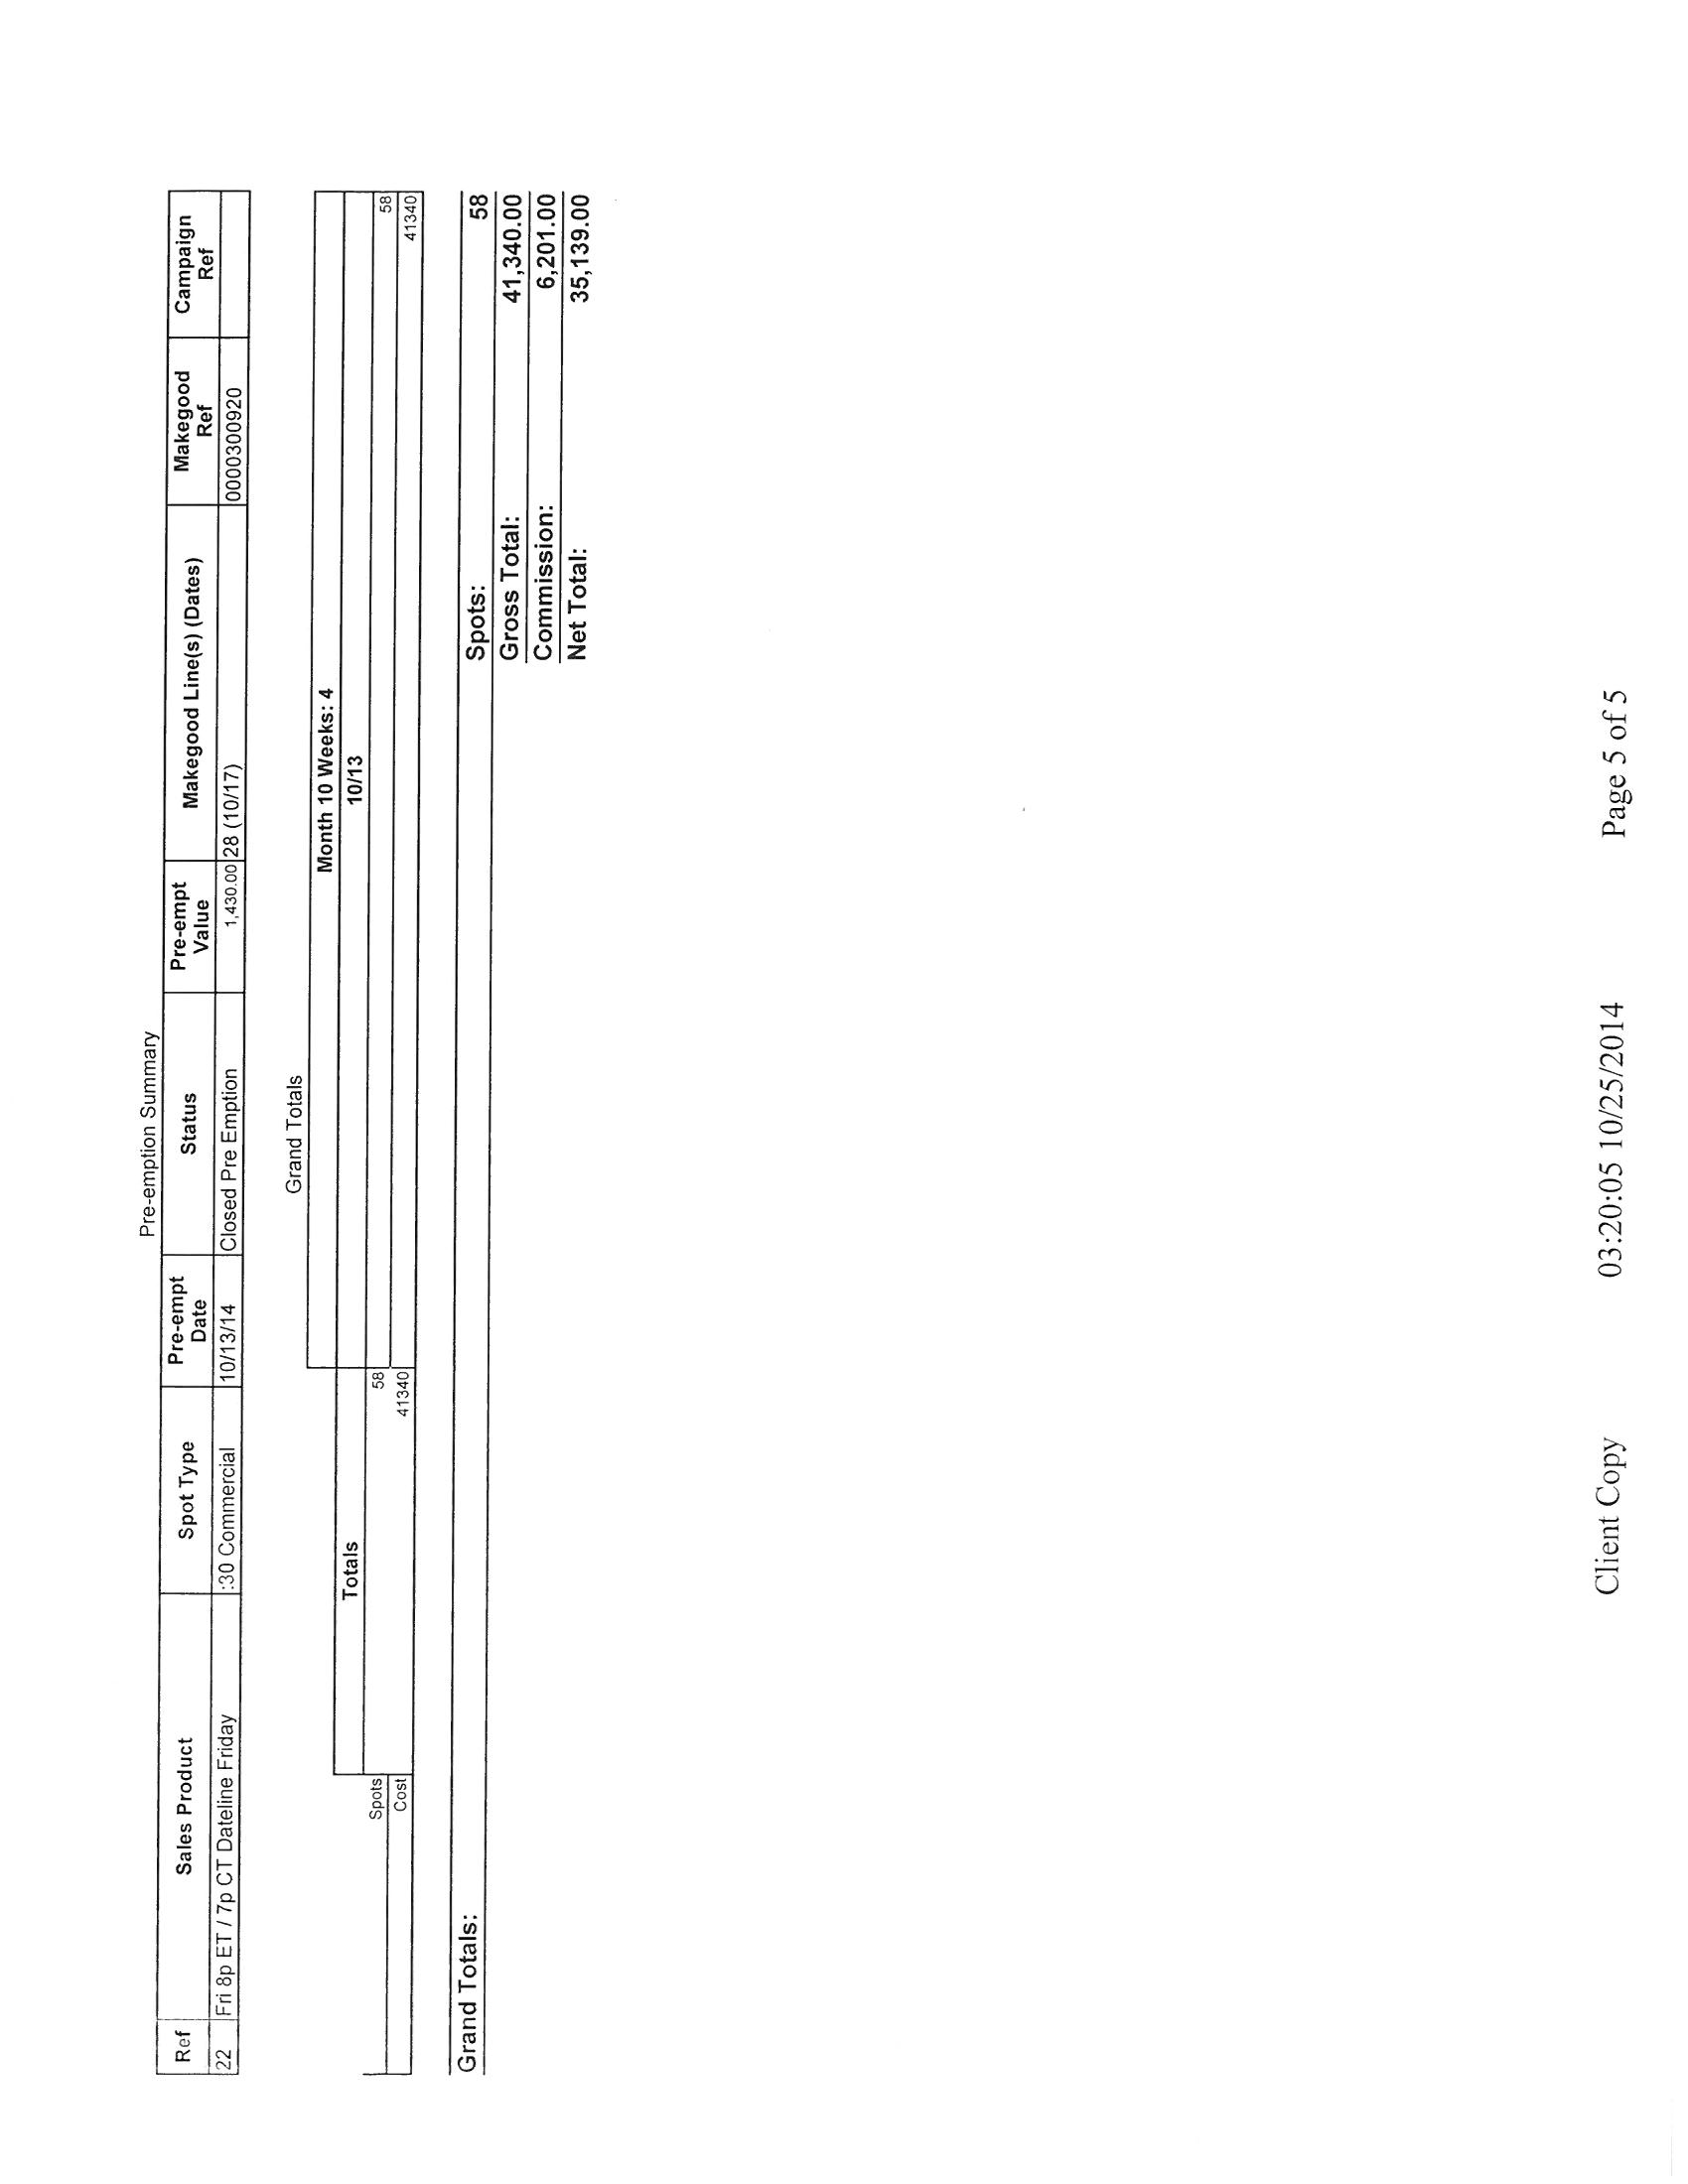 Pre-emption Summary
Ref Sales Product Spot Type Pre-empt Date Status Pre-empt Value Makegood Line(s) (Dates) Makegood Ref Campaign Ref
22 Fri 8p ET / 7p CT Dateline Friday :30 Commercial 10/13/14 Closed Pre Emption 1,430.00 28 (10/17) 0000300920
Grand Totals
Month 10 Weeks: 4
Totals 10/13
Spots 58 58
Cost 41340 41340
Grand Totals: Spots: 58
Gross Total: 41,340.00
Commission: 6,201.00
Net Total: 35,139.00
Client Copy 03:20:05 10/25/2014 Page 5 of 5